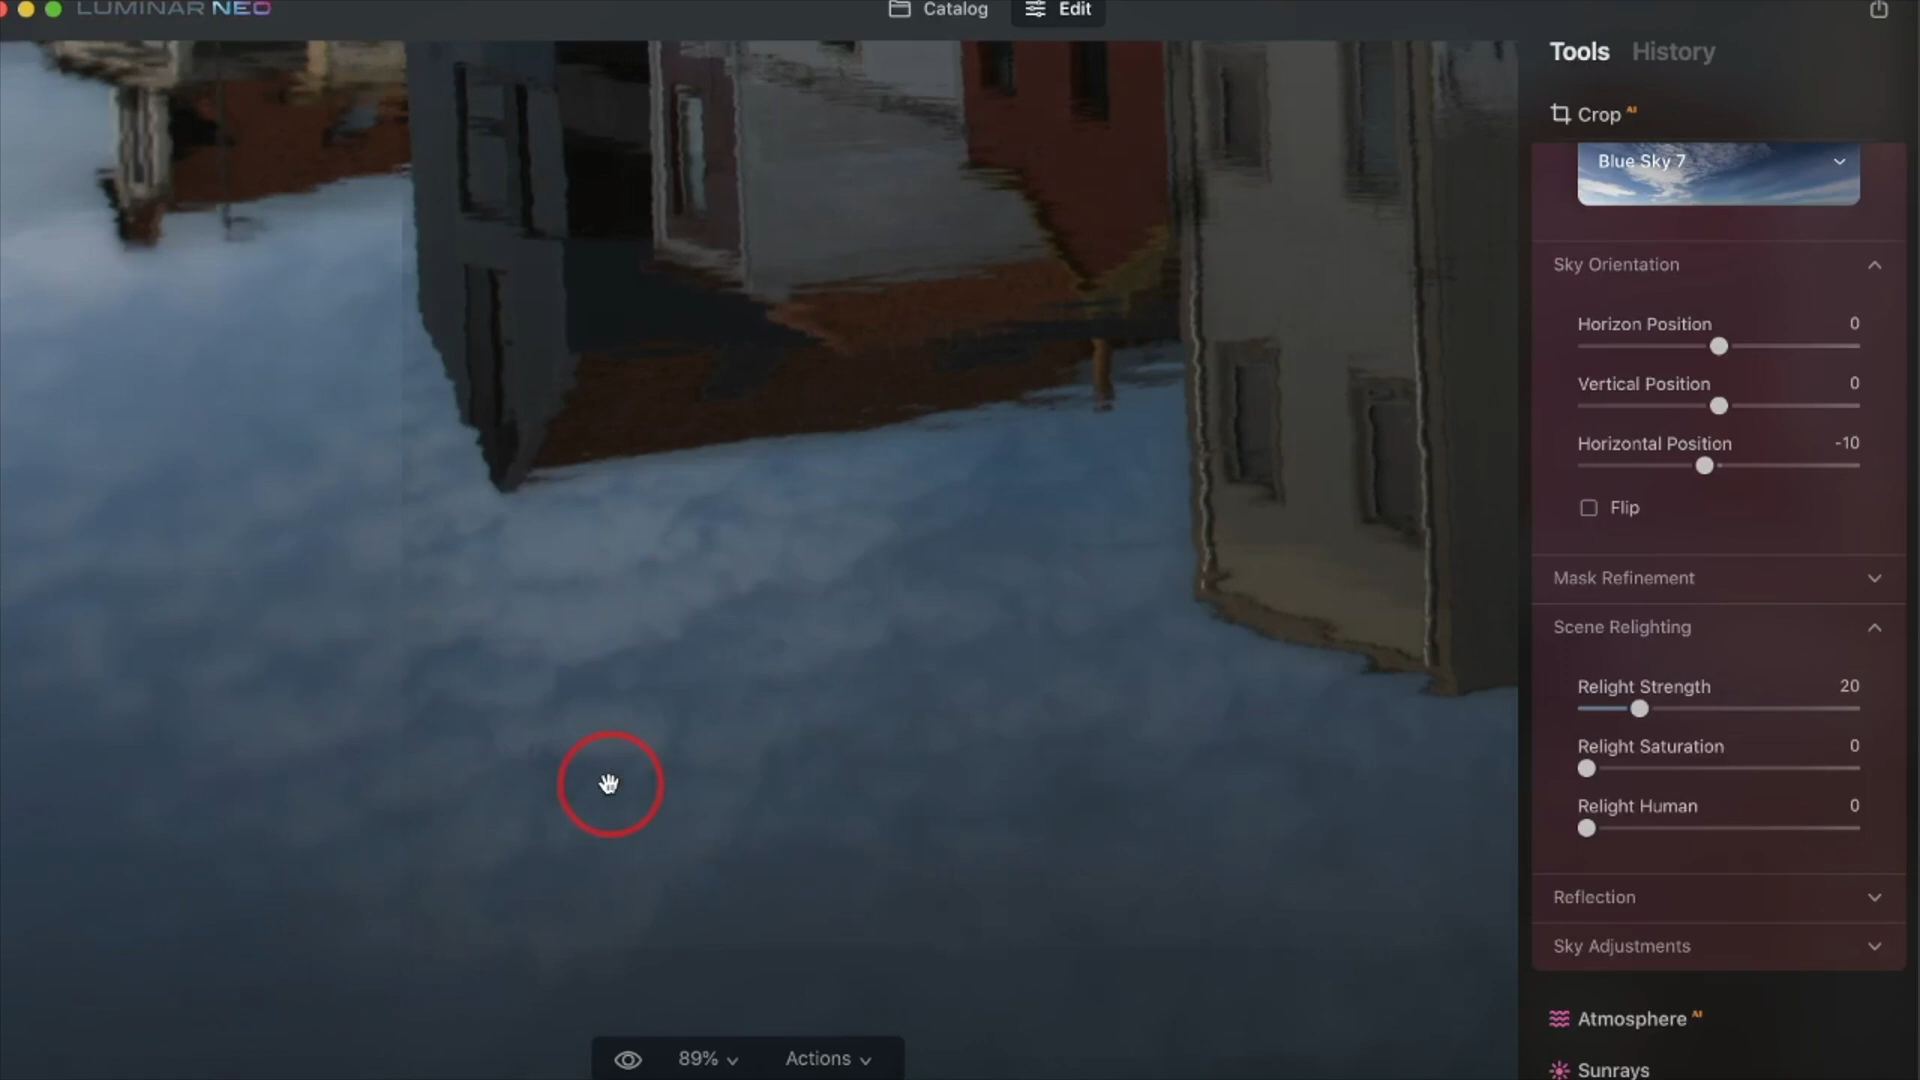 LUMINAR NEO
Catalog
Edit
Tools History
Crop AI
Blue Sky 7
Sky Orientation
Horizon Position 0
Vertical Position 0
Horizontal Position -10
Flip
Mask Refinement
Scene Relighting
Relight Strength 20
Relight Saturation 0
Relight Human 0
Reflection
Sky Adjustments
Atmosphere AI
Sunrays
89% Actions